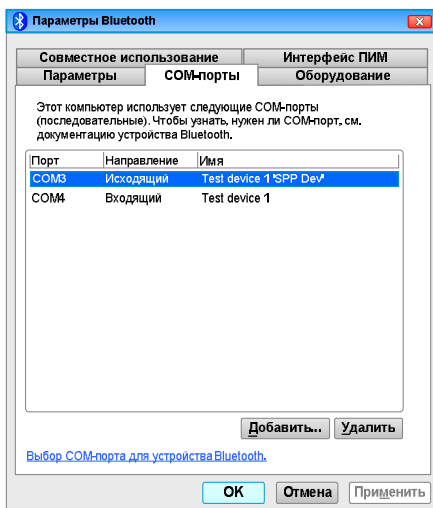 Параметры Bluetooth
Совместное использование Интерфейс ПИМ
Параметры COM-порты Оборудование
Этот компьютер использует следующие COM-порты
(последовательные). Чтобы узнать, нужен ли COM-порт, см.
документацию устройства Bluetooth.
Порт Направление Имя
COM3 Исходящий Test device 1 'SPP Dev'
COM4 Входящий Test device 1
Добавить... Удалить
Выбор COM-порта для устройства Bluetooth.
OK Отмена Применить